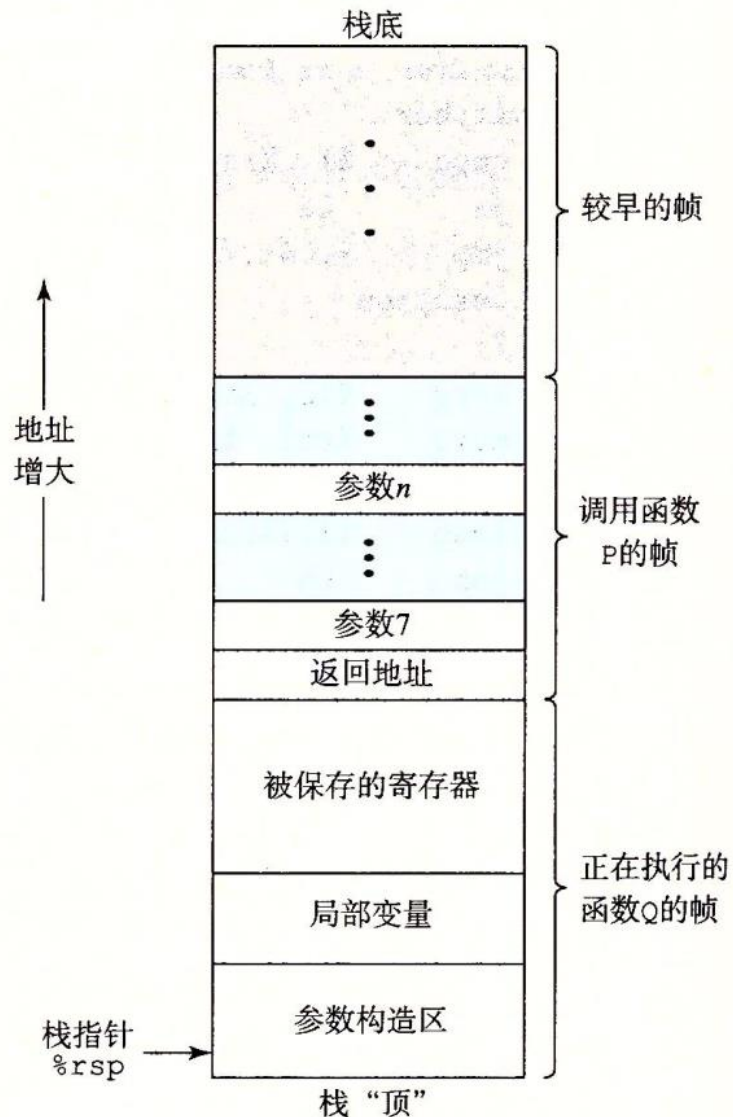 栈底
较早的帧
地址
增大
参数n
调用函数
P的帧
参数7
返回地址
被保存的寄存器
正在执行的
函数Q的帧
局部变量
参数构造区
栈指针
%rsp
栈“顶”